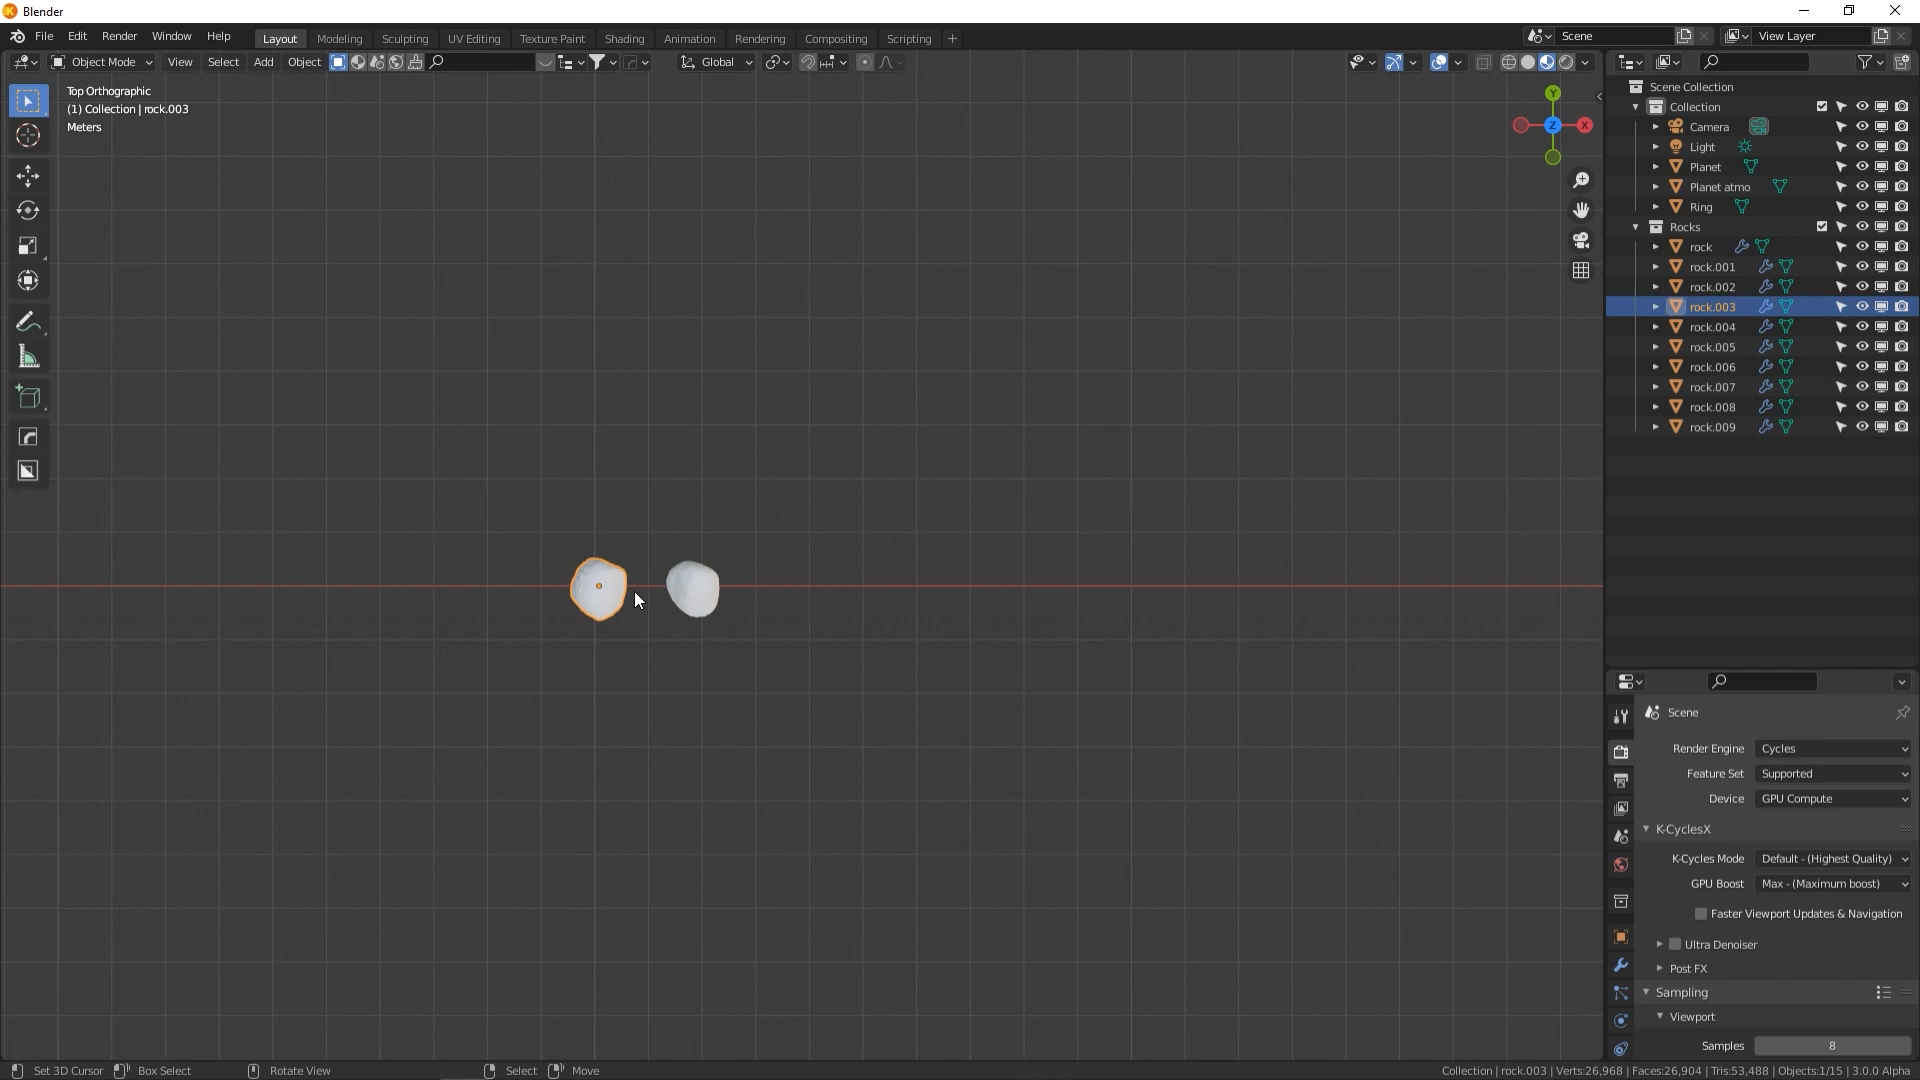 Blender
File Edit Render Window Help
Layout Modeling Sculpting UV Editing Texture Paint Shading Animation Rendering Compositing Scripting
Scene
View Layer
Object Mode View Select Add Object
Global
Top Orthographic
(1) Collection | rock.003
Meters
Y
Z
X
Scene Collection
Collection
Camera
Light
Planet
Planet atmo
Ring
Rocks
rock
rock.001
rock.002
rock.003
rock.004
rock.005
rock.006
rock.007
rock.008
rock.009
Scene
Render Engine Cycles
Feature Set Supported
Device GPU Compute
K-CyclesX
K-Cycles Mode Default - (Highest Quality)
GPU Boost Max - (Maximum boost)
Faster Viewport Updates & Navigation
Ultra Denoiser
Post FX
Sampling
Viewport
Samples 8
Set 3D Cursor Box Select Rotate View Select Move
Collection | rock.003 | Verts:26,968 | Faces:26,904 | Tris:53,488 | Objects:1/15 | 3.0.0 Alpha